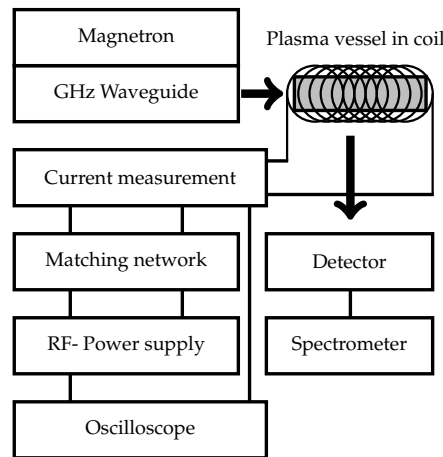 Magnetron
Plasma vessel in coil
GHz Waveguide
Current measurement
Matching network
Detector
RF- Power supply
Spectrometer
Oscilloscope